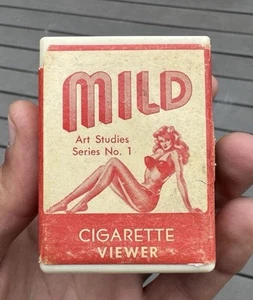 MILD
Art Studies
Series No. 1
CIGARETTE
VIEWER